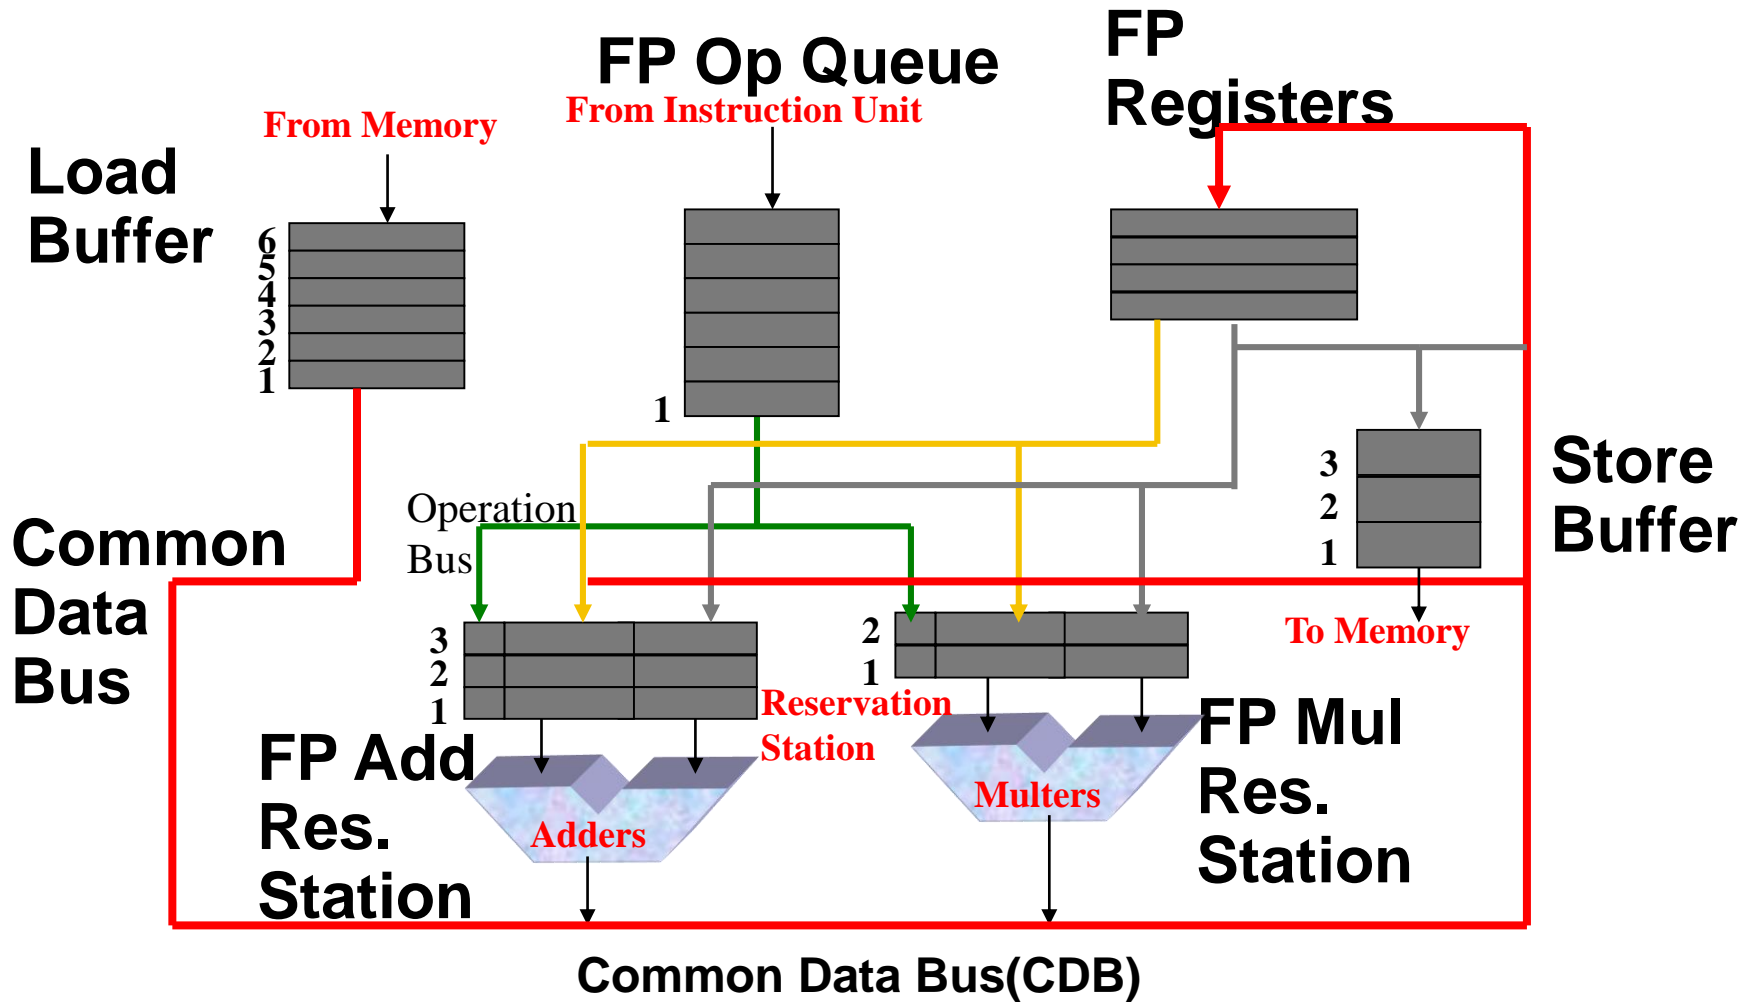 FP Op Queue
From Instruction Unit
FP
Registers
From Memory
Load
Buffer
6
5
4
3
2
1
1
Operation
Bus
Store
Buffer
3
2
1
To Memory
Common
Data
Bus
3
2
1
2
1
Reservation
Station
FP Add
Res.
Station
Adders
Multers
FP Mul
Res.
Station
Common Data Bus(CDB)